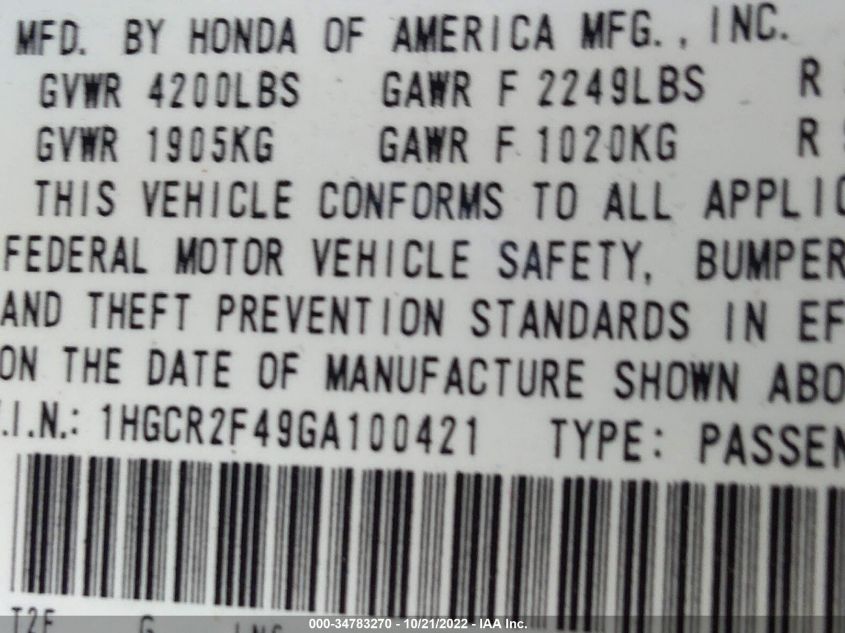 MFD. BY HONDA OF AMERICA MFG., INC.
GVWR 4200LBS GAWR F 2249LBS R
GVWR 1905KG GAWR F 1020KG R
THIS VEHICLE CONFORMS TO ALL APPLIC
FEDERAL MOTOR VEHICLE SAFETY, BUMPER
AND THEFT PREVENTION STANDARDS IN EF
ON THE DATE OF MANUFACTURE SHOWN ABO
.I.N.: 1HGCR2F49GA100421 TYPE: PASSEN
000-34783270 - 10/21/2022 - IAA Inc.